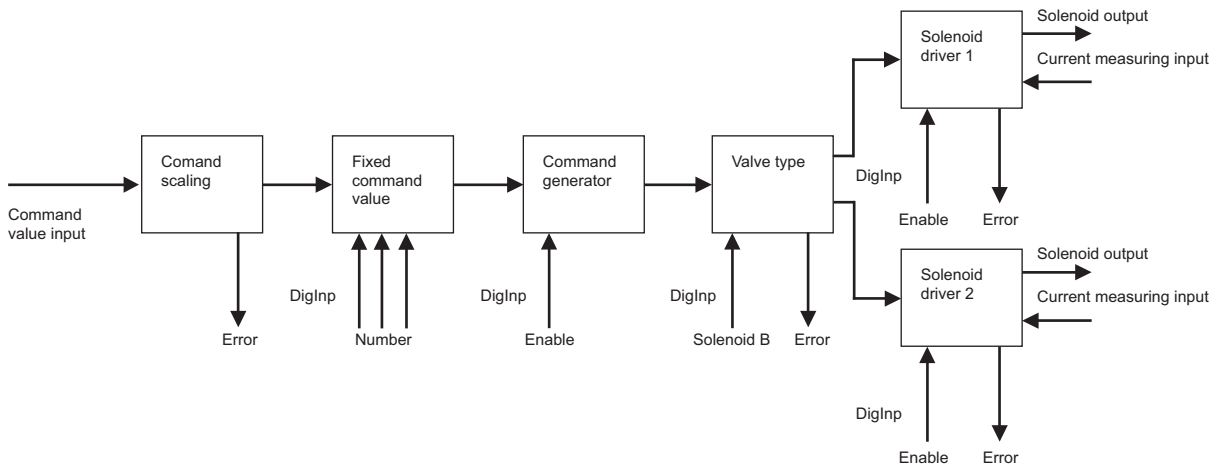 Solenoid output
Solenoid
driver 1
Current measuring input
Comand
scaling
Fixed
command
value
Command
generator
Valve type
DigInp
Command
value input
Enable
Error
Solenoid output
Solenoid
driver 2
DigInp
DigInp
DigInp
Current measuring input
Error
Number
Enable
Solenoid B
Error
DigInp
Enable
Error